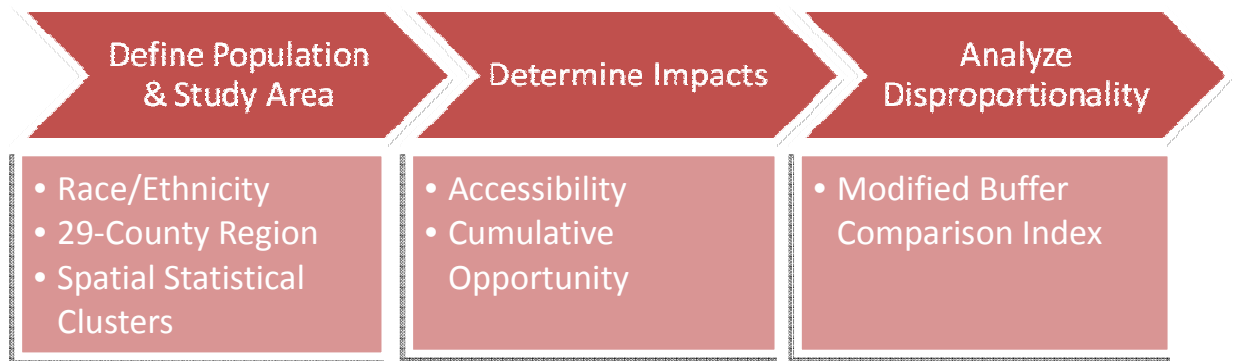 Define Population
& Study Area
• Race/Ethnicity
• 29-County Region
• Spatial Statistical
Clusters
Determine Impacts
• Accessibility
• Cumulative
Opportunity
Analyze
Disproportionality
• Modified Buffer
Comparison Index